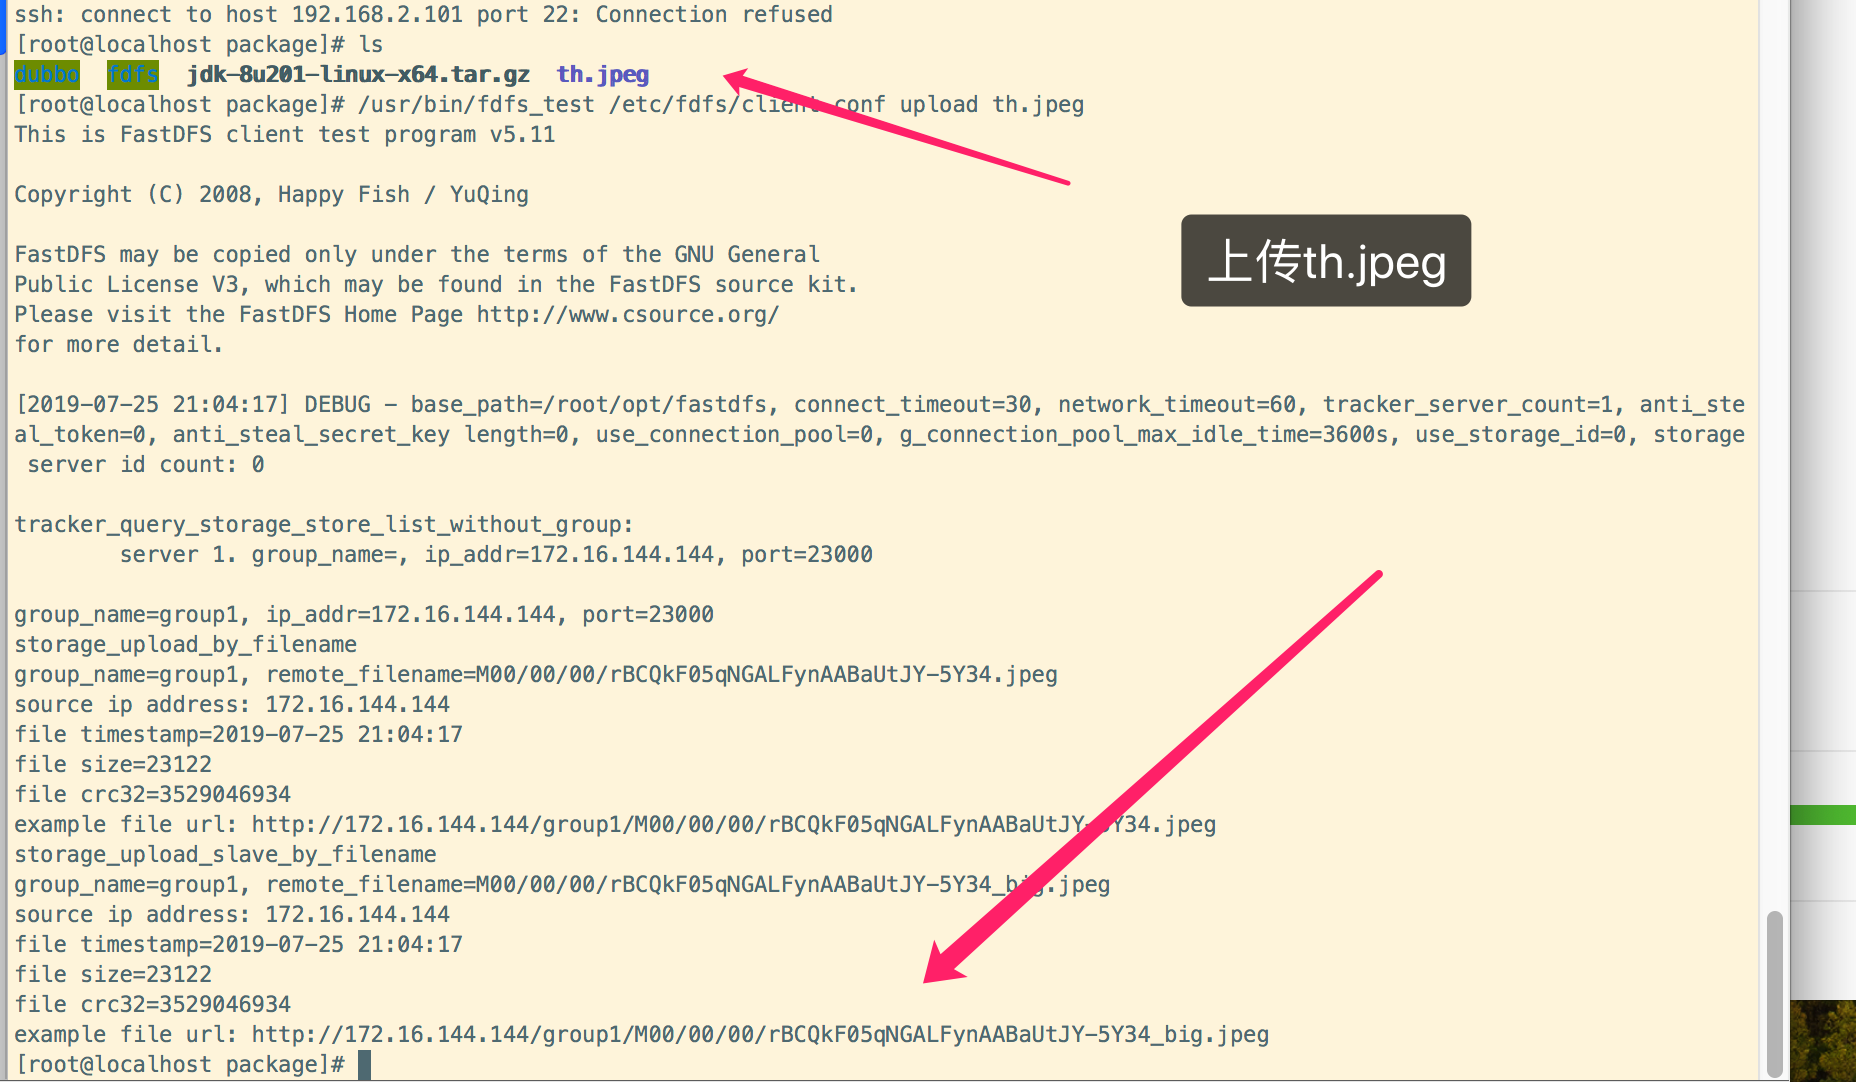 ssh: connect to host 192.168.2.101 port 22: Connection refused
[root@localhost package]# ls
dubbo  fdfs  jdk-8u201-linux-x64.tar.gz  th.jpeg
[root@localhost package]# /usr/bin/fdfs_test /etc/fdfs/client.conf upload th.jpeg
This is FastDFS client test program v5.11
Copyright (C) 2008, Happy Fish / YuQing
上传th.jpeg
FastDFS may be copied only under the terms of the GNU General
Public License V3, which may be found in the FastDFS source kit.
Please visit the FastDFS Home Page http://www.csource.org/
for more detail.
[2019-07-25 21:04:17] DEBUG - base_path=/root/opt/fastdfs, connect_timeout=30, network_timeout=60, tracker_server_count=1, anti_ste
al_token=0, anti_steal_secret_key length=0, use_connection_pool=0, g_connection_pool_max_idle_time=3600s, use_storage_id=0, storage
server id count: 0
tracker_query_storage_store_list_without_group:
server 1. group_name=, ip_addr=172.16.144.144, port=23000
group_name=group1, ip_addr=172.16.144.144, port=23000
storage_upload_by_filename
group_name=group1, remote_filename=M00/00/00/rBCQkF05qNGALFynAABaUtJY-5Y34.jpeg
source ip address: 172.16.144.144
file timestamp=2019-07-25 21:04:17
file size=23122
file crc32=3529046934
example file url: http://172.16.144.144/group1/M00/00/00/rBCQkF05qNGALFynAABaUtJY-5Y34.jpeg
storage_upload_slave_by_filename
group_name=group1, remote_filename=M00/00/00/rBCQkF05qNGALFynAABaUtJY-5Y34_big.jpeg
source ip address: 172.16.144.144
file timestamp=2019-07-25 21:04:17
file size=23122
file crc32=3529046934
example file url: http://172.16.144.144/group1/M00/00/00/rBCQkF05qNGALFynAABaUtJY-5Y34_big.jpeg
[root@localhost package]#